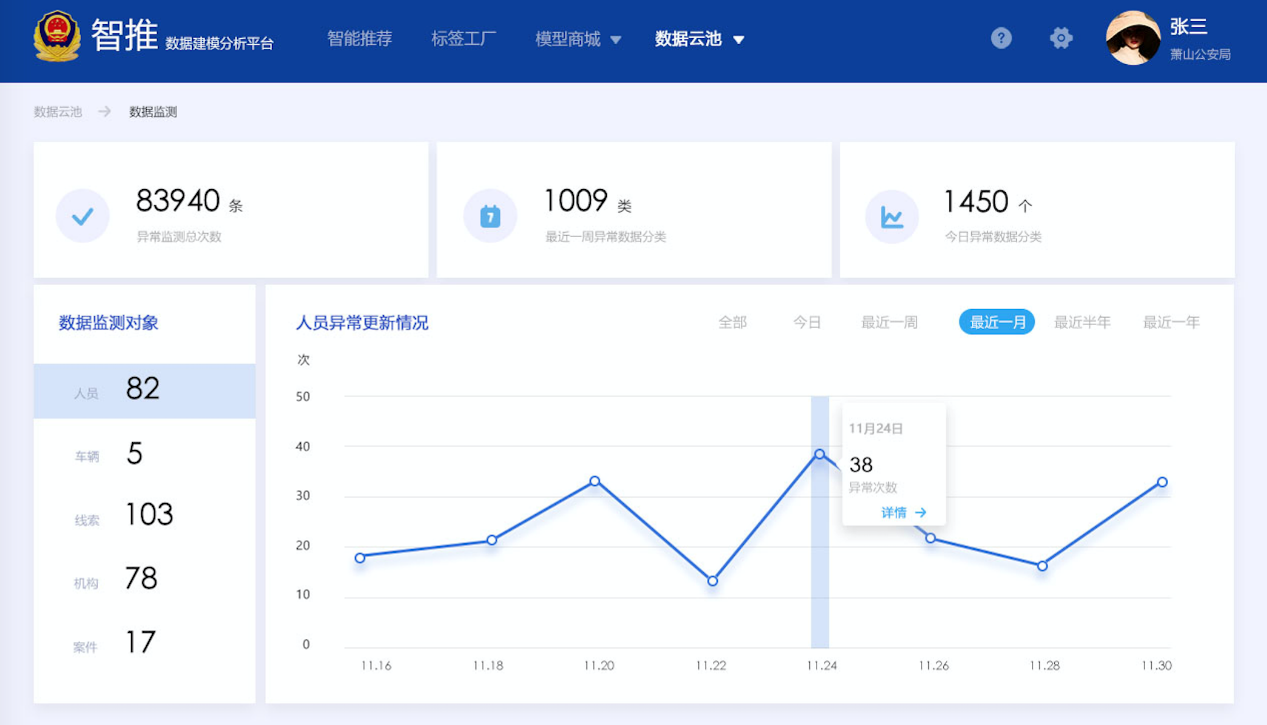 智推 数据建模分析平台 智能推荐 标签工厂 模型商城 数据云池 ? 张三
萧山公安局
数据云池 → 数据监测
83940 条
异常监测总次数
7
1009 类
最近一周异常数据分类
1450 个
今日异常数据分类
数据监测对象
人员 82
车辆 5
线索 103
机构 78
案件 17
人员异常更新情况 全部 今日 最近一周 最近一月 最近半年 最近一年
次
50
40
30
20
10
0
11月24日
38
异常次数
详情 →
11.16 11.18 11.20 11.22 11.24 11.26 11.28 11.30